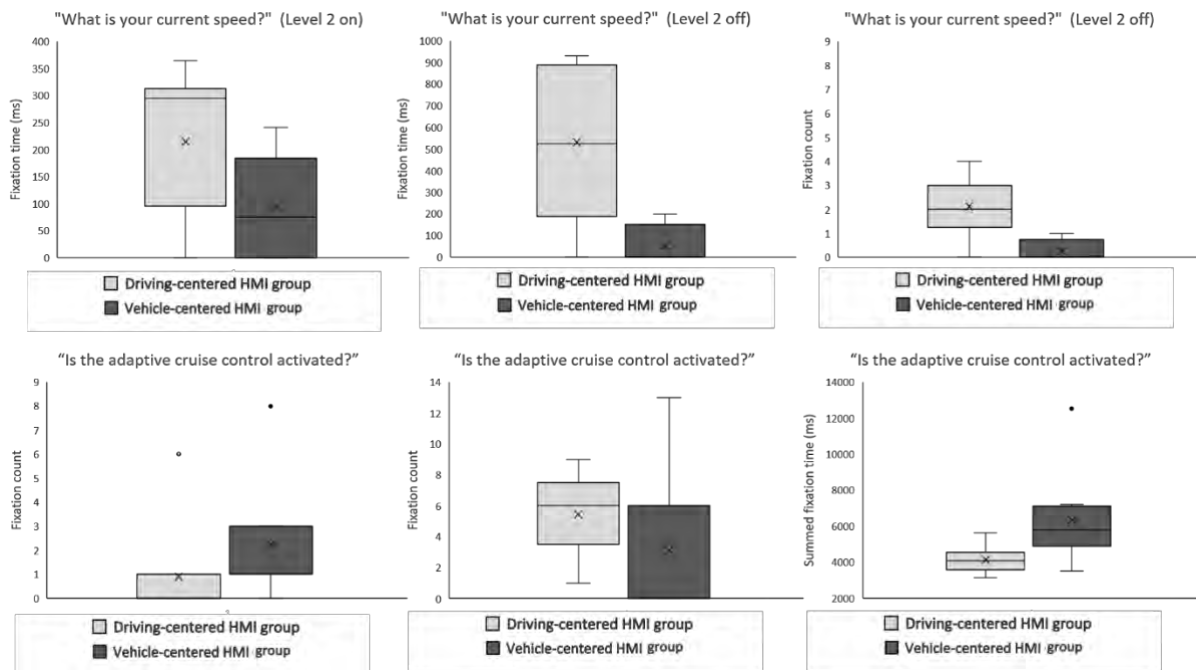 "What is your current speed?" (Level 2 on)
Fixation time (ms)
400
350
300
250
200
150
100
50
0
Driving-centered HMI group
Vehicle-centered HMI group
"What is your current speed?" (Level 2 off)
Fixation time (ms)
1000
900
800
700
600
500
400
300
200
100
0
Driving-centered HMI group
Vehicle-centered HMI group
"What is your current speed?" (Level 2 off)
Fixation count
9
8
7
6
5
4
3
2
1
0
Driving-centered HMI group
Vehicle-centered HMI group
“Is the adaptive cruise control activated?”
Fixation count
9
8
7
6
5
4
3
2
1
0
Driving-centered HMI group
Vehicle-centered HMI group
“Is the adaptive cruise control activated?”
Fixation count
14
12
10
8
6
4
2
0
Driving-centered HMI group
Vehicle-centered HMI group
“Is the adaptive cruise control activated?”
Summed fixation time (ms)
14000
12000
10000
8000
6000
4000
2000
Driving-centered HMI group
Vehicle-centered HMI group